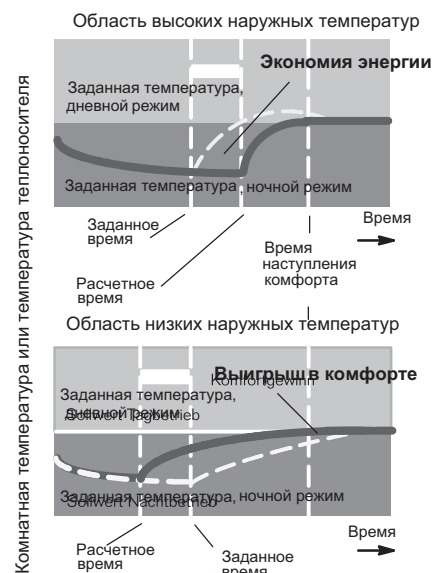 Область высоких наружных температур
Экономия энергии
Заданная температура,
дневной режим
Заданная температура, ночной режим
Заданное
время
Время
Расчетное
время
Время
наступления
комфорта
Комнатная температура или температура теплоносителя
Область низких наружных температур
Выигрыш в комфорте
Komfortgewinn
Заданная температура,
дневной режим
Sollwert Tagbetrieb
Заданная температура, ночной режим
Sollwert Nachtbetrieb
Расчетное
время
Заданное
время
Время